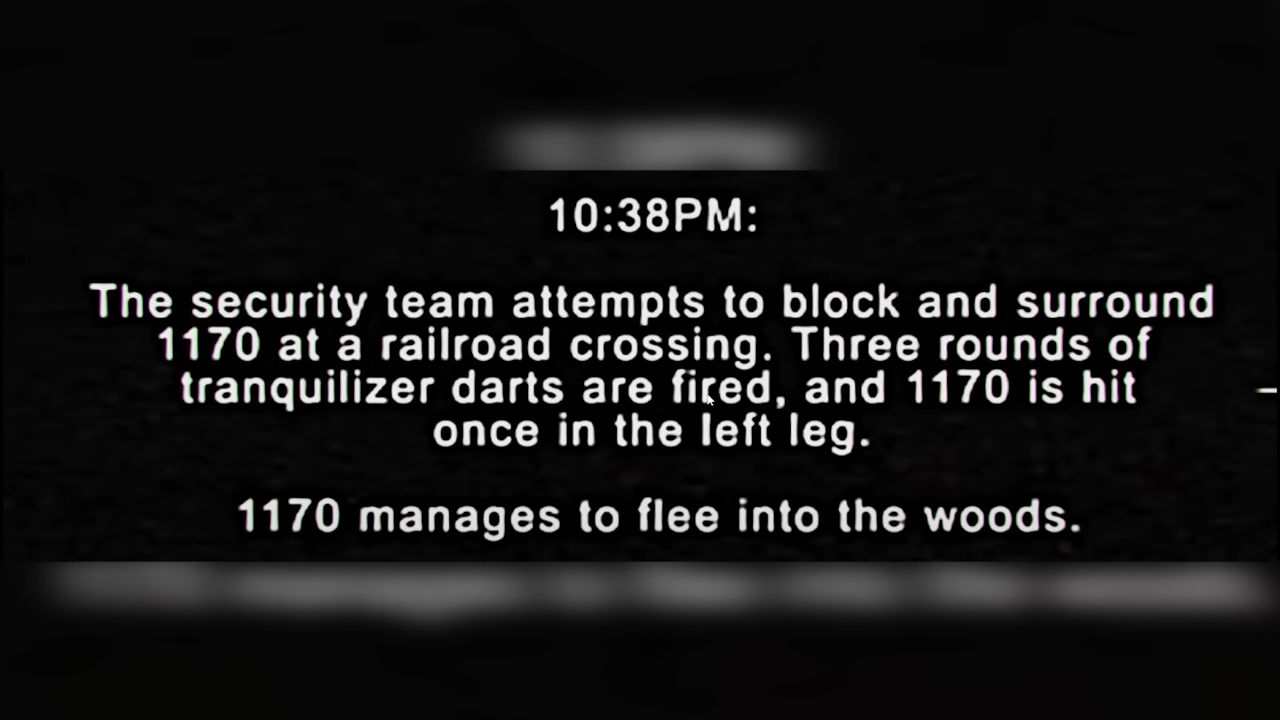 10:38PM:
The security team attempts to block and surround
1170 at a railroad crossing. Three rounds of
tranquilizer darts are fired, and 1170 is hit
once in the left leg.
1170 manages to flee into the woods.